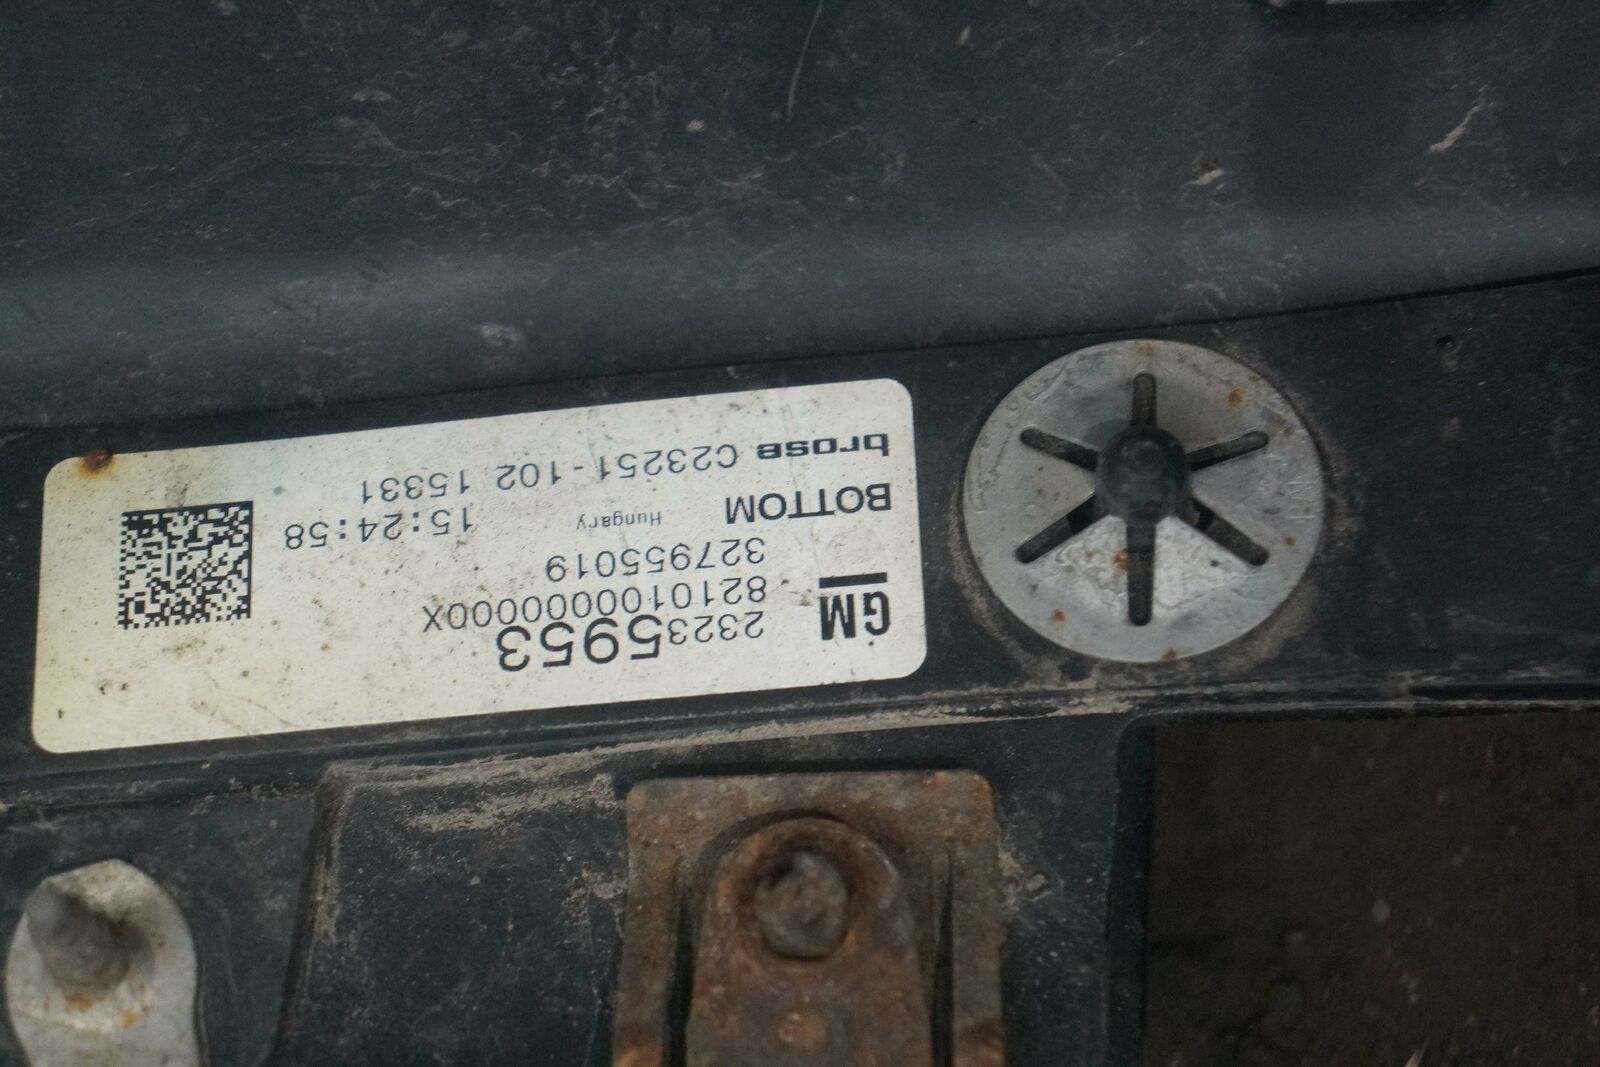 GM 23235953
821010000000X
327955019
BOTTOM Hungary 15:24:58
brose C23251-102 15331